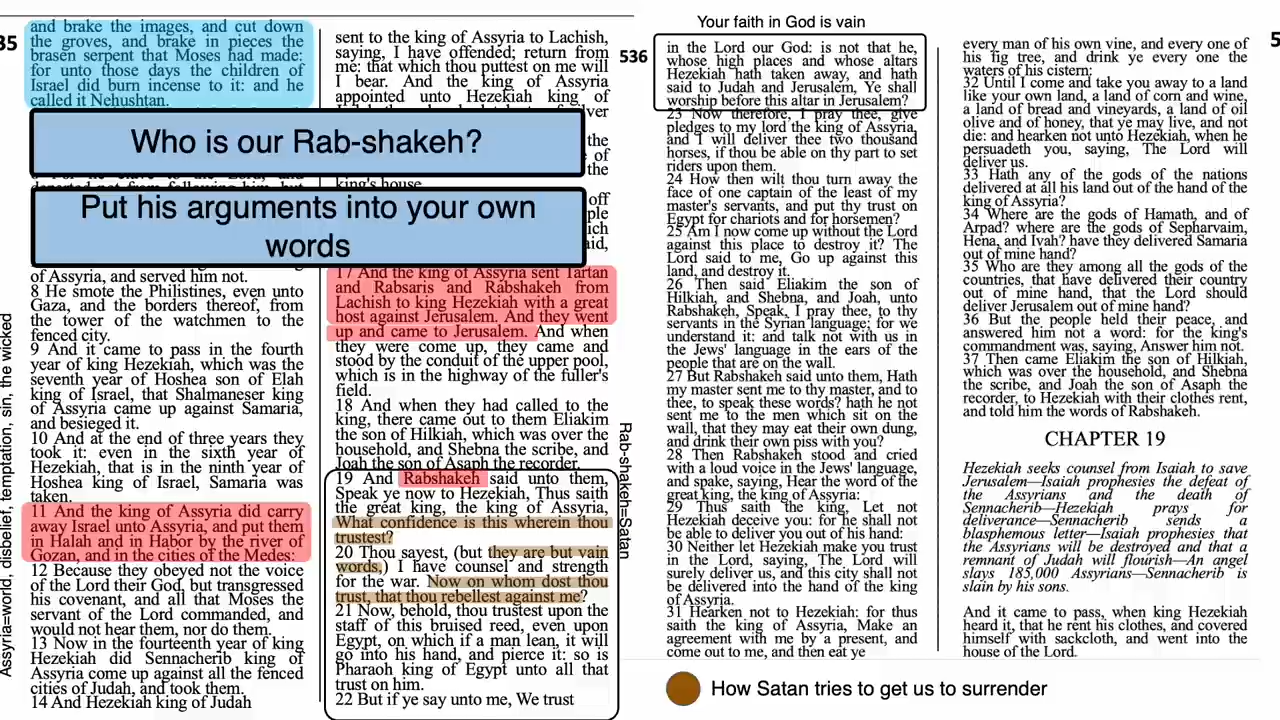 35
and brake the images, and cut down
the groves, and brake in pieces the
brasen serpent that Moses had made:
for unto those days the children of
Israel did burn incense to it: and he
called it Nehushtan.
Who is our Rab-shakeh?
Put his arguments into your own
words
of Assyria, and served him not.
8 He smote the Philistines, even unto
Gaza, and the borders thereof, from
the tower of the watchmen to the
fenced city.
9 And it came to pass in the fourth
year of king Hezekiah, which was the
seventh year of Hoshea son of Elah
king of Israel, that Shalmaneser king
of Assyria came up against Samaria,
and besieged it.
10 And at the end of three years they
took it: even in the sixth year of
Hezekiah, that is in the ninth year of
Hoshea king of Israel, Samaria was
taken.
11 And the king of Assyria did carry
away Israel unto Assyria, and put them
in Halah and in Habor by the river of
Gozan, and in the cities of the Medes:
12 Because they obeyed not the voice
of the Lord their God, but transgressed
his covenant, and all that Moses the
servant of the Lord commanded, and
would not hear them, nor do them.
13 Now in the fourteenth year of king
Hezekiah did Sennacherib king of
Assyria come up against all the fenced
cities of Judah, and took them.
14 And Hezekiah king of Judah
Assyria=world, disbelief, temptation, sin, the wicked
sent to the king of Assyria to Lachish,
saying, I have offended; return from
me: that which thou puttest on me will
I bear. And the king of Assyria
appointed unto Hezekiah king of
the
of
king's house.
off
17 And the king of Assyria sent Tartan
and Rabsaris and Rabshakeh from
Lachish to king Hezekiah with a great
host against Jerusalem. And they went
up and came to Jerusalem. And when
they were come up, they came and
stood by the conduit of the upper pool,
which is in the highway of the fuller's
field.
18 And when they had called to the
king, there came out to them Eliakim
the son of Hilkiah, which was over the
household, and Shebna the scribe, and
Joah the son of Asaph the recorder.
19 And Rabshakeh said unto them,
Speak ye now to Hezekiah, Thus saith
the great king, the king of Assyria,
What confidence is this wherein thou
trustest?
20 Thou sayest, (but they are but vain
words,) I have counsel and strength
for the war. Now on whom dost thou
trust, that thou rebellest against me?
21 Now, behold, thou trustest upon the
staff of this bruised reed, even upon
Egypt, on which if a man lean, it will
go into his hand, and pierce it: so is
Pharaoh king of Egypt unto all that
trust on him.
22 But if ye say unto me, We trust
Rab-shakeh=Satan
Your faith in God is vain
536
in the Lord our God: is not that he,
whose high places and whose altars
Hezekiah hath taken away, and hath
said to Judah and Jerusalem, Ye shall
worship before this altar in Jerusalem?
23 Now therefore, I pray thee, give
pledges to my lord the king of Assyria,
and I will deliver thee two thousand
horses, if thou be able on thy part to set
riders upon them.
24 How then wilt thou turn away the
face of one captain of the least of my
master's servants, and put thy trust on
Egypt for chariots and for horsemen?
25 Am I now come up without the Lord
against this place to destroy it? The
Lord said to me, Go up against this
land, and destroy it.
26 Then said Eliakim the son of
Hilkiah, and Shebna, and Joah, unto
Rabshakeh, Speak, I pray thee, to thy
servants in the Syrian language; for we
understand it: and talk not with us in
the Jews' language in the ears of the
people that are on the wall.
27 But Rabshakeh said unto them, Hath
my master sent me to thy master, and to
thee, to speak these words? hath he not
sent me to the men which sit on the
wall, that they may eat their own dung,
and drink their own piss with you?
28 Then Rabshakeh stood and cried
with a loud voice in the Jews' language,
and spake, saying, Hear the word of the
great king, the king of Assyria:
29 Thus saith the king, Let not
Hezekiah deceive you: for he shall not
be able to deliver you out of his hand:
30 Neither let Hezekiah make you trust
in the Lord, saying, The Lord will
surely deliver us, and this city shall not
be delivered into the hand of the king
of Assyria.
31 Hearken not to Hezekiah: for thus
saith the king of Assyria, Make an
agreement with me by a present, and
come out to me, and then eat ye
5
every man of his own vine, and every one of
his fig tree, and drink ye every one the
waters of his cistern:
32 Until I come and take you away to a land
like your own land, a land of corn and wine,
a land of bread and vineyards, a land of oil
olive and of honey, that ye may live, and not
die: and hearken not unto Hezekiah, when he
persuadeth you, saying, The Lord will
deliver us.
33 Hath any of the gods of the nations
delivered at all his land out of the hand of the
king of Assyria?
34 Where are the gods of Hamath, and of
Arpad? where are the gods of Sepharvaim,
Hena, and Ivah? have they delivered Samaria
out of mine hand?
35 Who are they among all the gods of the
countries, that have delivered their country
out of mine hand, that the Lord should
deliver Jerusalem out of mine hand?
36 But the people held their peace, and
answered him not a word: for the king's
commandment was, saying, Answer him not.
37 Then came Eliakim the son of Hilkiah,
which was over the household, and Shebna
the scribe, and Joah the son of Asaph the
recorder, to Hezekiah with their clothes rent,
and told him the words of Rabshakeh.
CHAPTER 19
Hezekiah seeks counsel from Isaiah to save
Jerusalem—Isaiah prophesies the defeat of
the Assyrians and the death of
Sennacherib—Hezekiah prays for
deliverance—Sennacherib sends a
blasphemous letter—Isaiah prophesies that
the Assyrians will be destroyed and that a
remnant of Judah will flourish—An angel
slays 185,000 Assyrians—Sennacherib is
slain by his sons.
And it came to pass, when king Hezekiah
heard it, that he rent his clothes, and covered
himself with sackcloth, and went into the
house of the Lord.
How Satan tries to get us to surrender